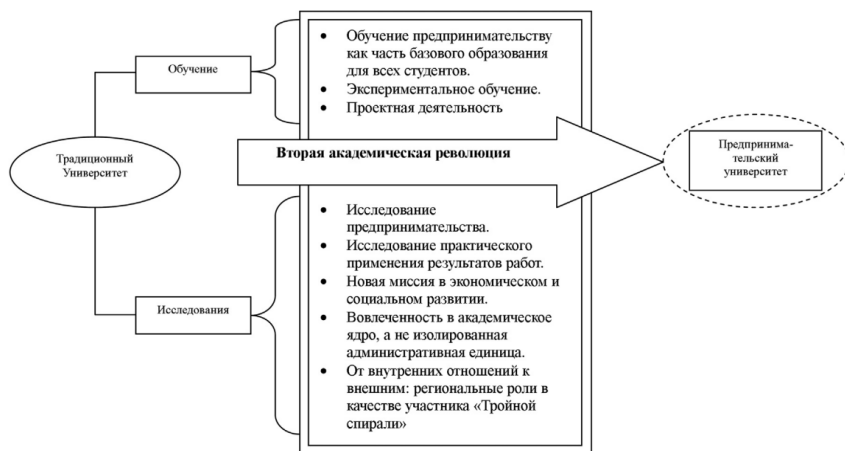 Обучение
• Обучение предпринимательству
как часть базового образования
для всех студентов.
• Экспериментальное обучение.
• Проектная деятельность
Традиционный
Университет
Вторая академическая революция
Предпринима-
тельский
университет
Исследования
• Исследование
предпринимательства.
• Исследование практического
применения результатов работ.
• Новая миссия в экономическом и
социальном развитии.
• Вовлеченность в академическое
ядро, а не изолированная
административная единица.
• От внутренних отношений к
внешним: региональные роли в
качестве участника «Тройной
спирали»